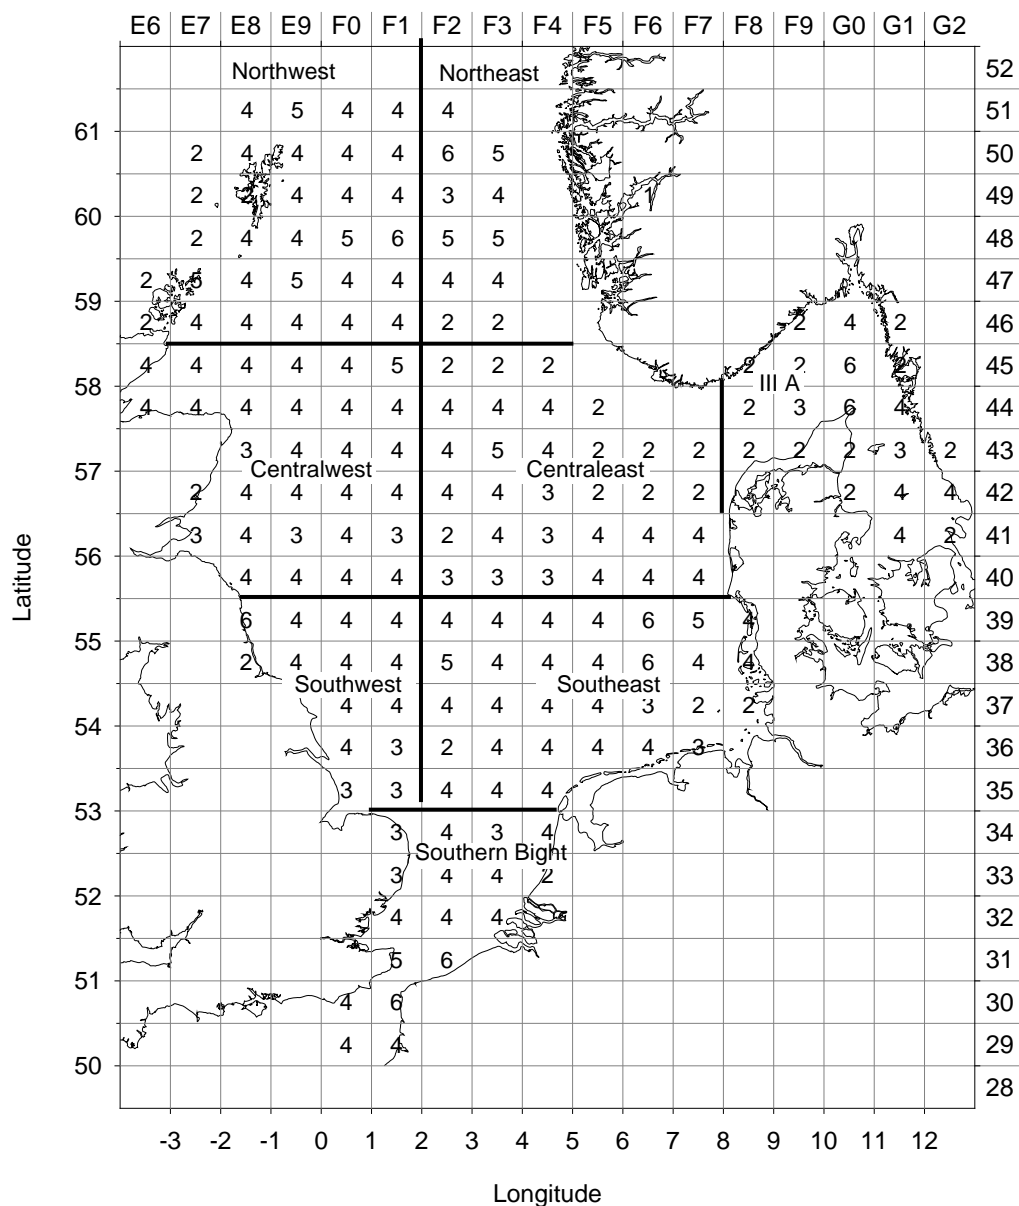 E6 E7 E8 E9 F0 F1 F2 F3 F4 F5 F6 F7 F8 F9 G0 G1 G2
Northwest Northeast 52
4 5 4 4 4 51
61
2 4 4 4 4 6 5 50
2 2 4 4 4 3 4 1 49
60
2 4 4 5 6 5 5 48
2 3 4 5 4 4 4 4 47
59
2 4 4 4 4 4 2 2 2 4 2 46
4 4 4 4 4 5 2 2 2 2 2 6 2 45
58 III A
4 4 4 4 4 4 4 4 4 2 2 3 6 4 44
3 4 4 4 4 5 4 2 2 2 2 2 2 3 2 43
57 Centralwest Centraleast
2 4 4 4 4 4 4 3 2 2 2 2 4 4 42
3 4 3 4 3 2 4 3 4 4 4 4 2 41
56
4 4 4 4 3 3 3 4 4 4 40
6 4 4 4 4 4 4 4 6 5 4 39
55
2 4 4 4 5 4 4 4 6 4 4 38
Southwest Southeast
4 4 4 4 4 4 3 2 2 37
54
4 3 2 4 4 4 4 3 36
3 3 4 4 4 35
53
3 4 3 4 34
Southern Bight
3 4 4 2 33
52
4 4 4 32
5 6 31
51
4 6 30
4 4 29
50
28
-3 -2 -1 0 1 2 3 4 5 6 7 8 9 10 11 12
Longitude
Latitude